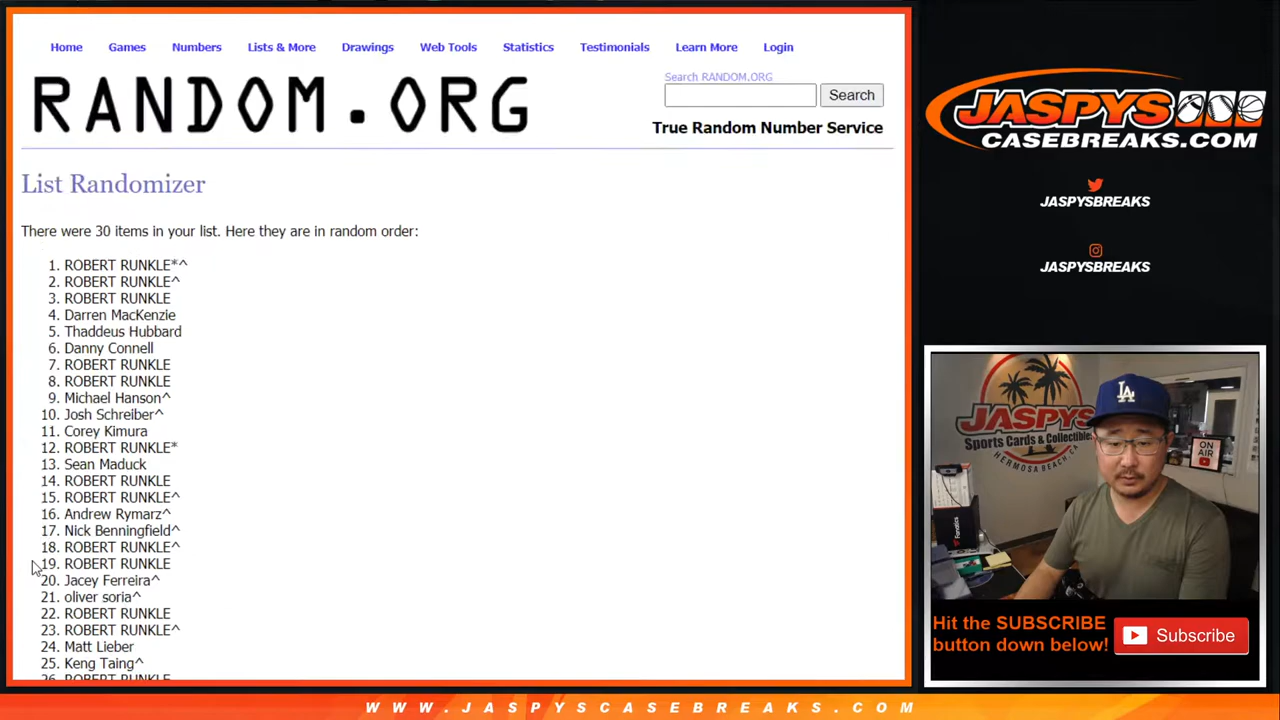 Home Games Numbers Lists & More Drawings Web Tools Statistics Testimonials Learn More Login
RANDOM.ORG
Search RANDOM.ORG
Search
True Random Number Service
List Randomizer
There were 30 items in your list. Here they are in random order:
1. ROBERT RUNKLE*^
2. ROBERT RUNKLE^
3. ROBERT RUNKLE
4. Darren MacKenzie
5. Thaddeus Hubbard
6. Danny Connell
7. ROBERT RUNKLE
8. ROBERT RUNKLE
9. Michael Hanson^
10. Josh Schreiber^
11. Corey Kimura
12. ROBERT RUNKLE*
13. Sean Maduck
14. ROBERT RUNKLE
15. ROBERT RUNKLE^
16. Andrew Rymarz^
17. Nick Benningfield^
18. ROBERT RUNKLE^
19. ROBERT RUNKLE
20. Jacey Ferreira^
21. oliver soria^
22. ROBERT RUNKLE
23. ROBERT RUNKLE^
24. Matt Lieber
25. Keng Taing^
26. ROBERT RUNKLE
JASPYS
CASEBREAKS.COM
JASPYSBREAKS
JASPYSBREAKS
JASPYS
Sports Cards & Collectibles
HERMOSA BEACH, CA
LA
ON AIR
Fanatics
Hit the SUBSCRIBE
button down below!
Subscribe
WWW.JASPYSCASEBREAKS.COM